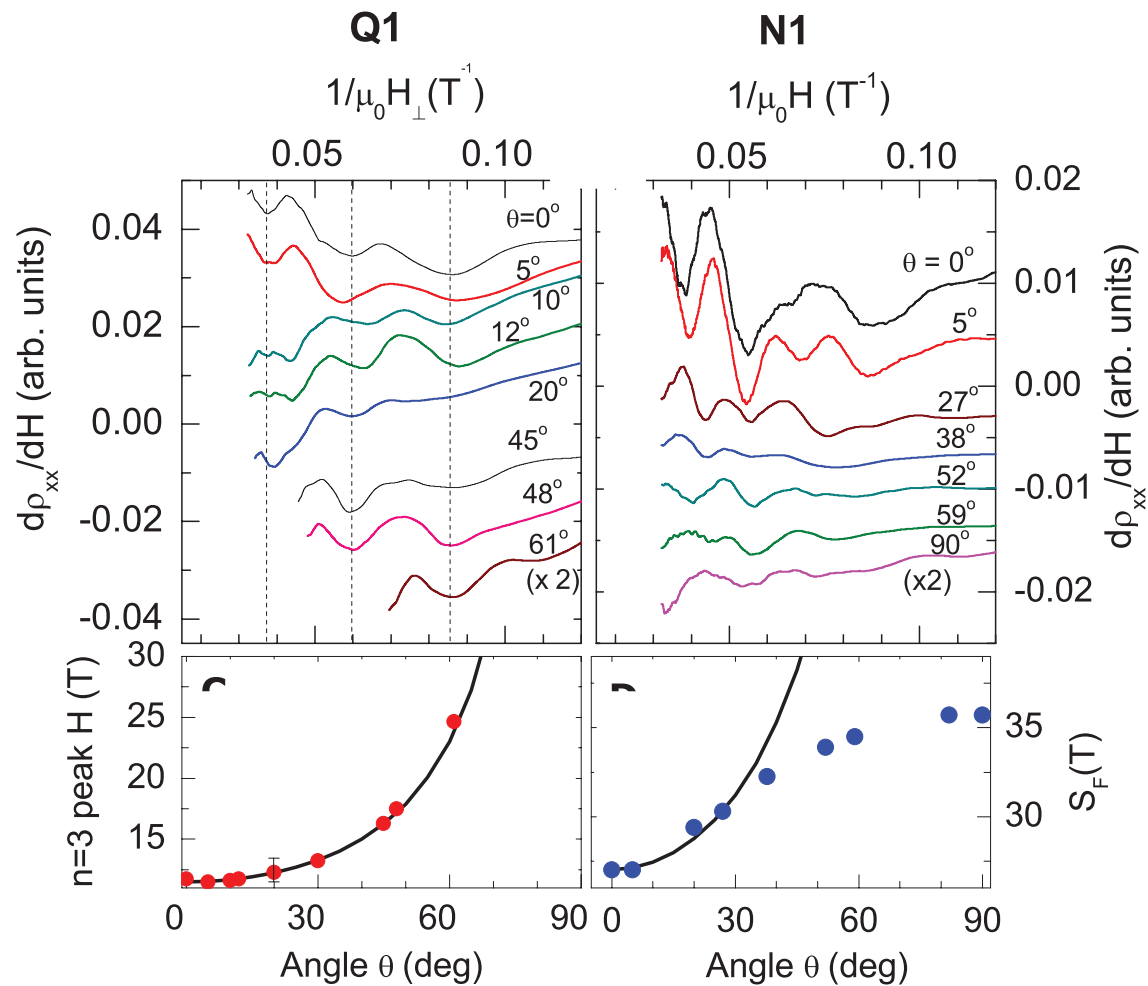 Q1
N1
1/μ₀H⊥(T⁻¹)
1/μ₀H (T⁻¹)
0.05 0.10
0.05 0.10
dρxx/dH (arb. units)
0.04
0.02
0.00
-0.02
-0.04
θ=0°
5°
10°
12°
20°
45°
48°
61°
(x 2)
0.02
0.01
0.00
-0.01
-0.02
dρxx/dH (arb. units)
θ = 0°
5°
27°
38°
52°
59°
90°
(x2)
n=3 peak H (T)
30
25
20
15
0 30 60 90
Angle θ (deg)
35
30
S_F(T)
0 30 60 90
Angle θ (deg)